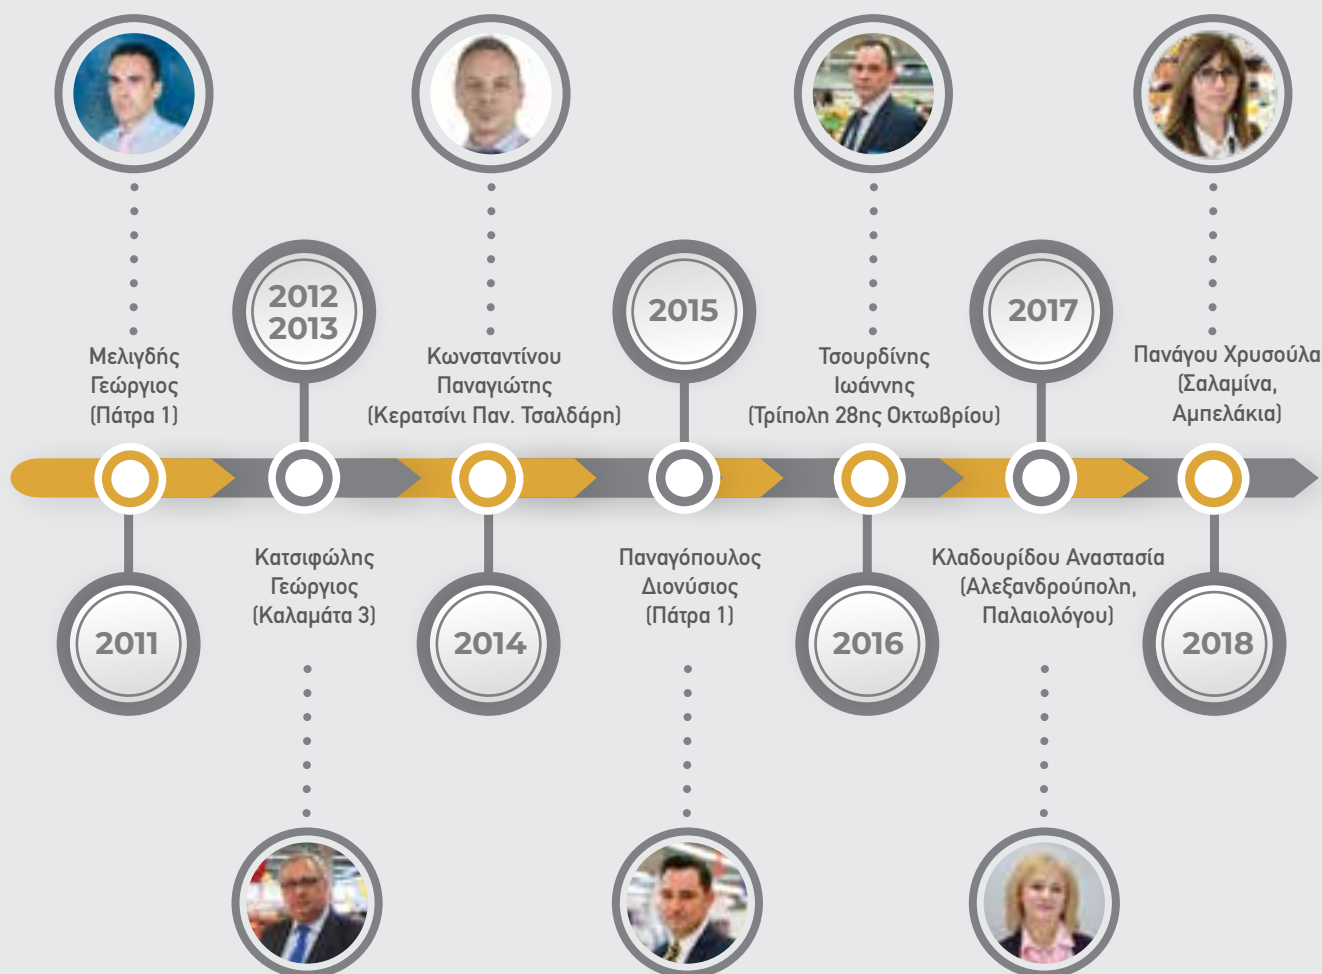 Μελιγδής
Γεώργιος
(Πάτρα 1)
2011
2012
2013
Κατσιφώλης
Γεώργιος
(Καλαμάτα 3)
Κωνσταντίνου
Παναγιώτης
(Κερατσίνι Παν. Τσαλδάρη)
2014
2015
Παναγόπουλος
Διονύσιος
(Πάτρα 1)
Τσουρδίνης
Ιωάννης
(Τρίπολη 28ης Οκτωβρίου)
2016
2017
Κλαδουρίδου Αναστασία
(Αλεξανδρούπολη,
Παλαιολόγου)
Πανάγου Χρυσούλα
(Σαλαμίνα,
Αμπελάκια)
2018